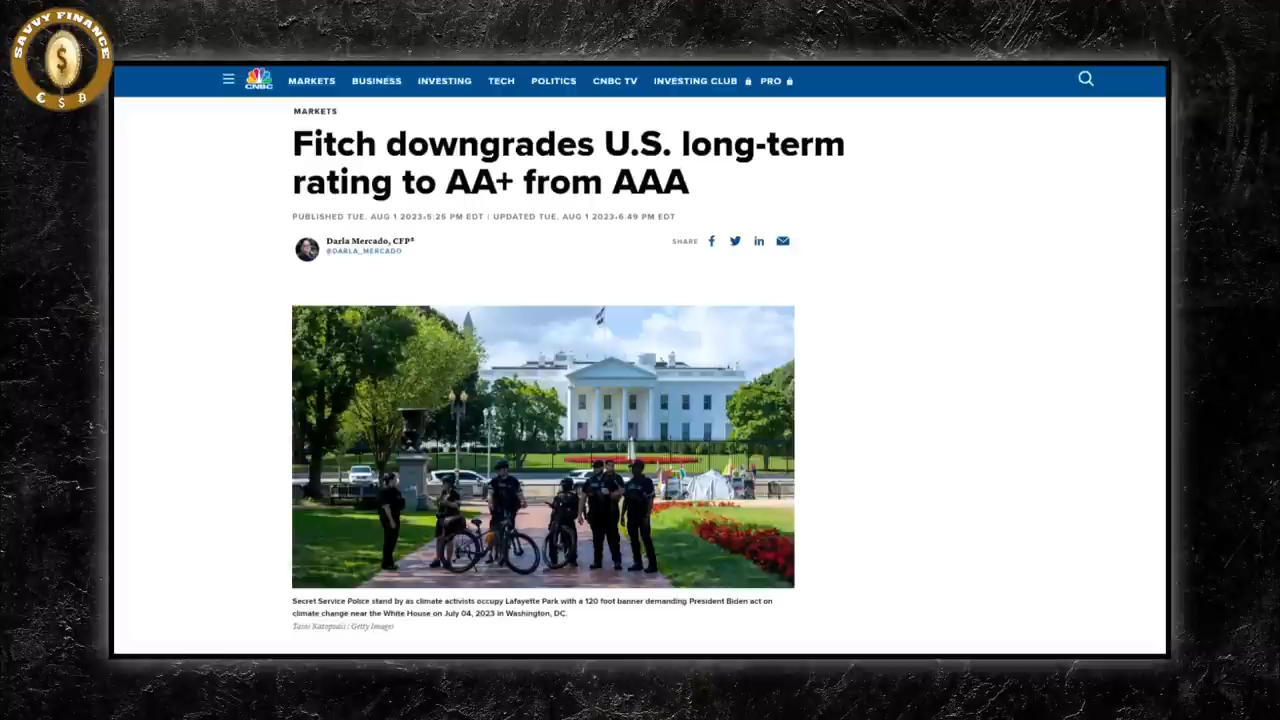 SAVVY FINANCE
$
€ $ B
CNBC
MARKETS BUSINESS INVESTING TECH POLITICS CNBC TV INVESTING CLUB PRO
MARKETS
Fitch downgrades U.S. long-term
rating to AA+ from AAA
PUBLISHED TUE, AUG 1 2023•5:25 PM EDT | UPDATED TUE, AUG 1 2023•6:49 PM EDT
Darla Mercado, CFP®
@DARLA_MERCADO
SHARE
Secret Service Police stand by as climate activists occupy Lafayette Park with a 120 foot banner demanding President Biden act on
climate change near the White House on July 04, 2023 in Washington, DC.
Tasos Katopodis | Getty Images